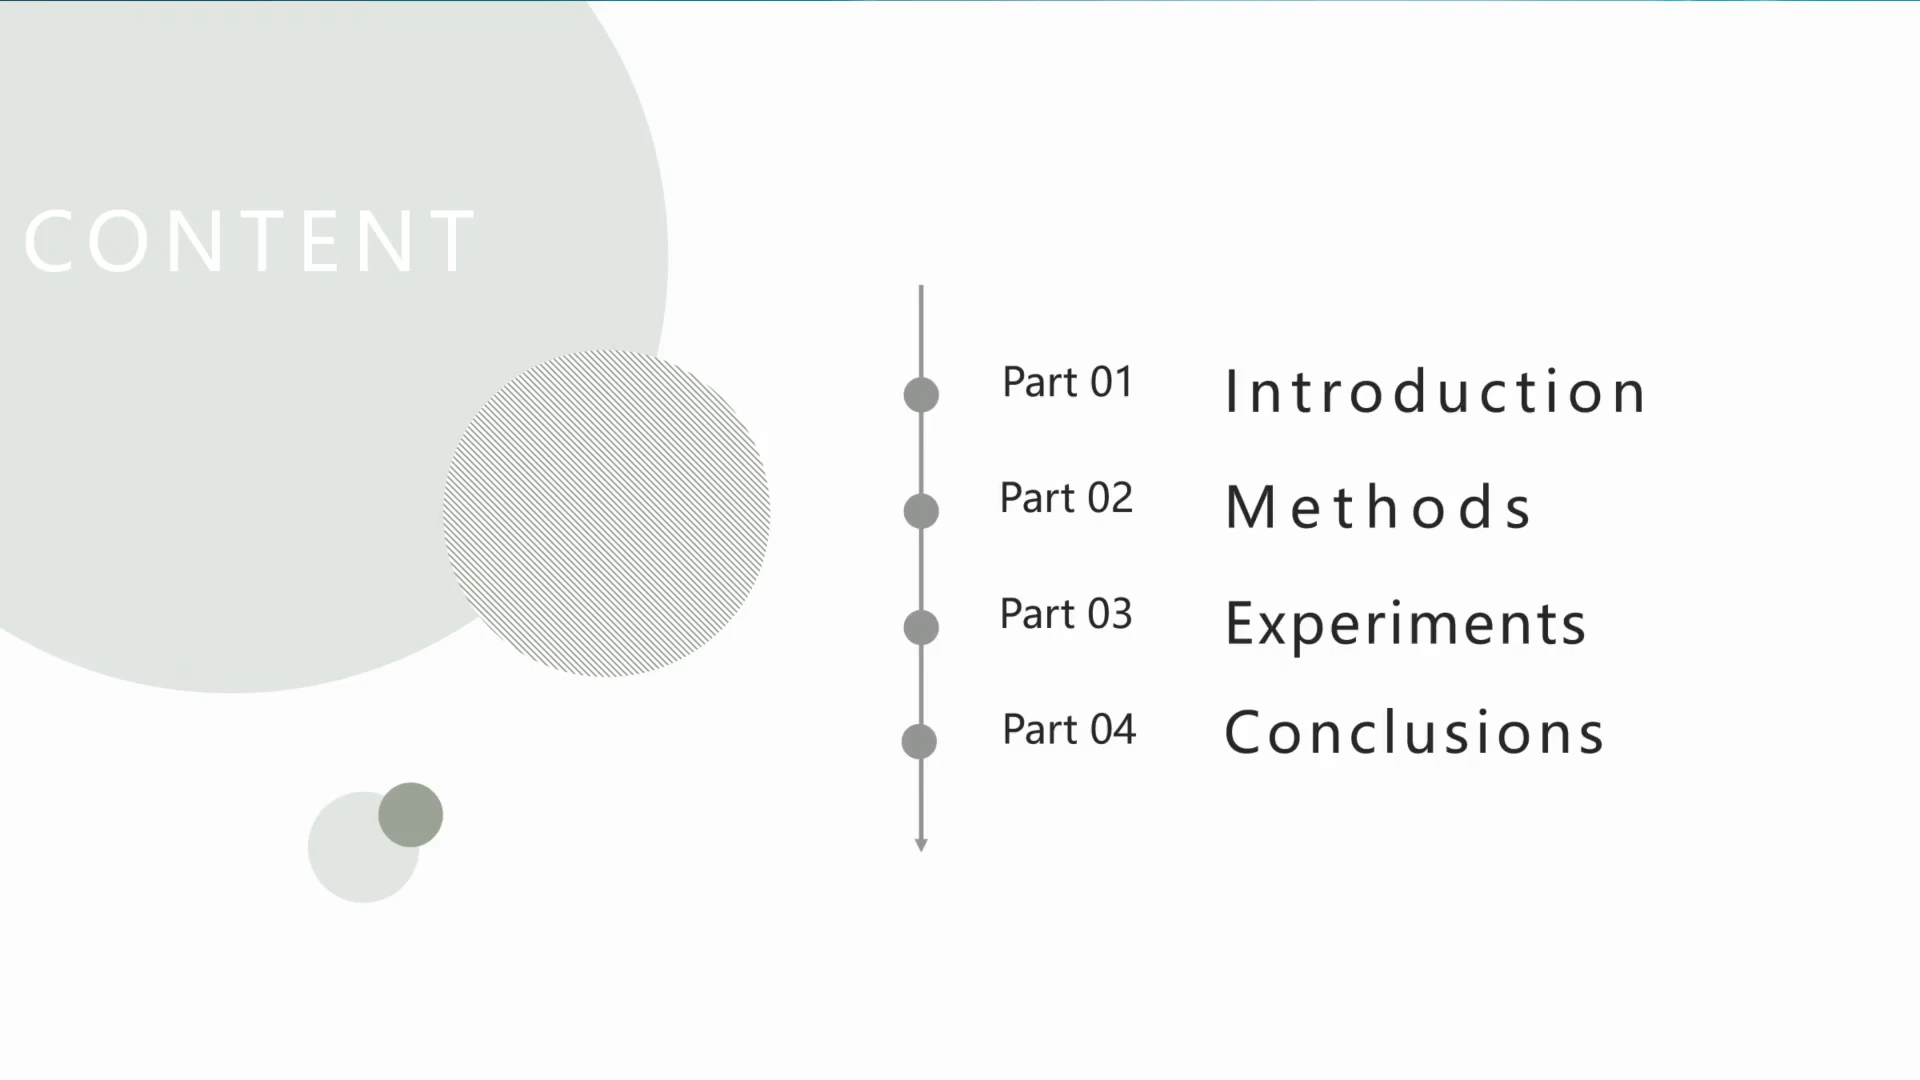 CONTENT
Part 01 Introduction
Part 02 Methods
Part 03 Experiments
Part 04 Conclusions